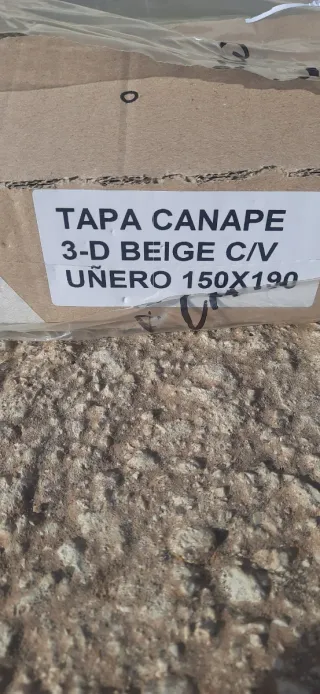 TAPA CANAPE
3-D BEIGE C/V
UÑERO 150X190